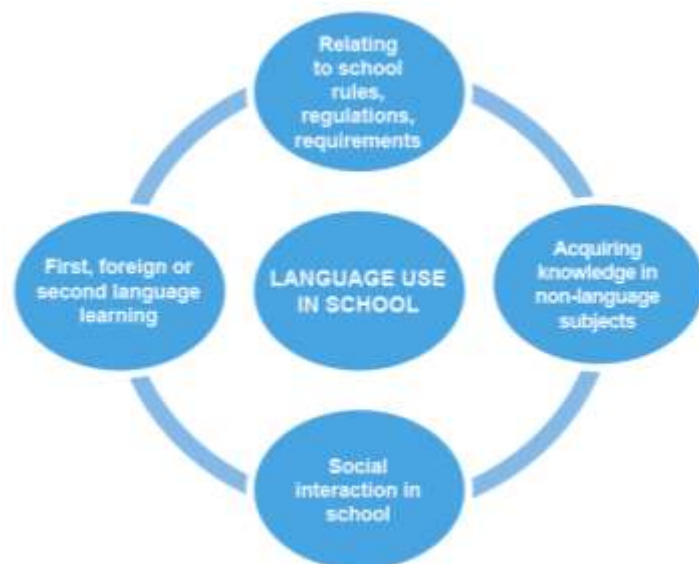 Relating
to school
rules,
regulations,
requirements
First, foreign or
second language
learning
LANGUAGE USE
IN SCHOOL
Acquiring
knowledge in
non-language
subjects
Social
interaction in
school